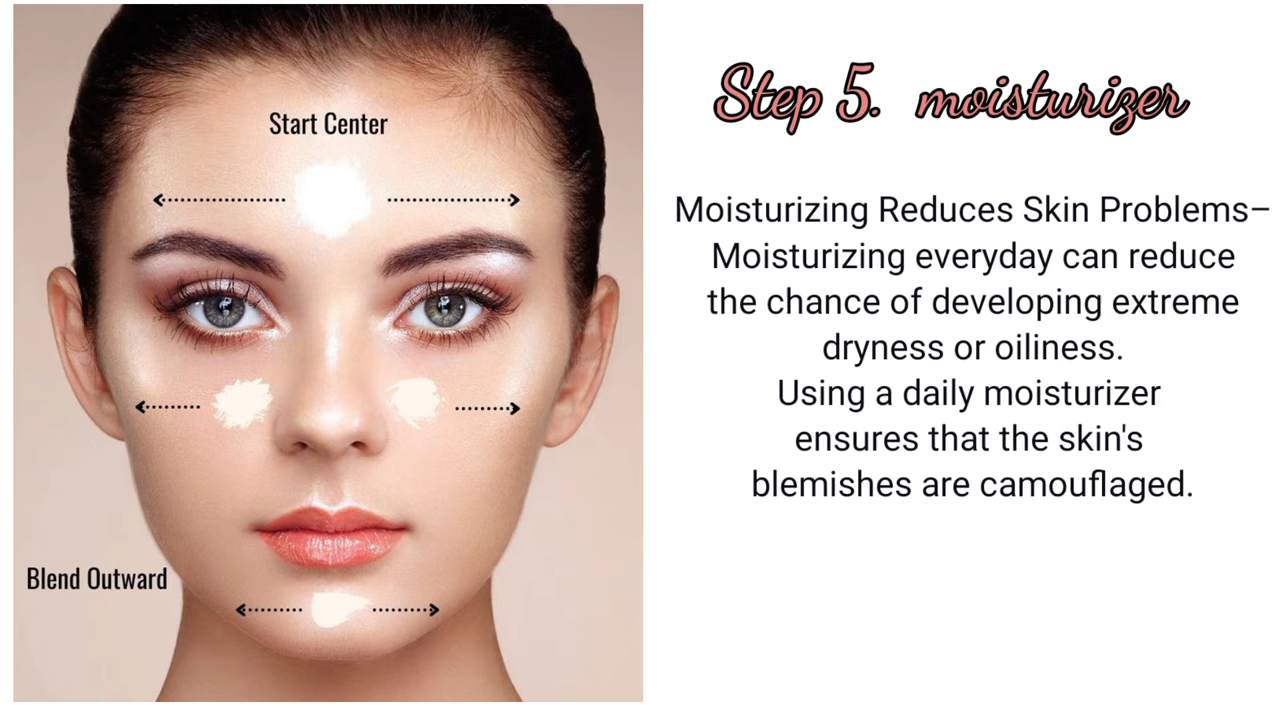 Start Center
Blend Outward
Step 5. moisturizer
Moisturizing Reduces Skin Problems–
Moisturizing everyday can reduce
the chance of developing extreme
dryness or oiliness.
Using a daily moisturizer
ensures that the skin's
blemishes are camouflaged.